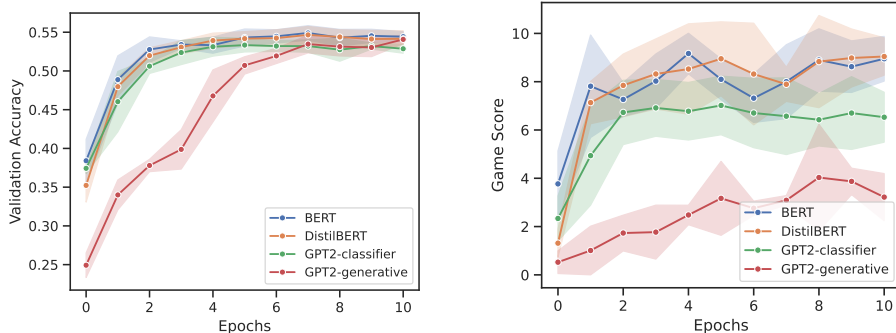 Validation Accuracy
0.55
0.50
0.45
0.40
0.35
0.30
0.25
0 2 4 6 8 10
Epochs
BERT
DistilBERT
GPT2-classifier
GPT2-generative
Game Score
10
8
6
4
2
0
0 2 4 6 8 10
Epochs
BERT
DistilBERT
GPT2-classifier
GPT2-generative